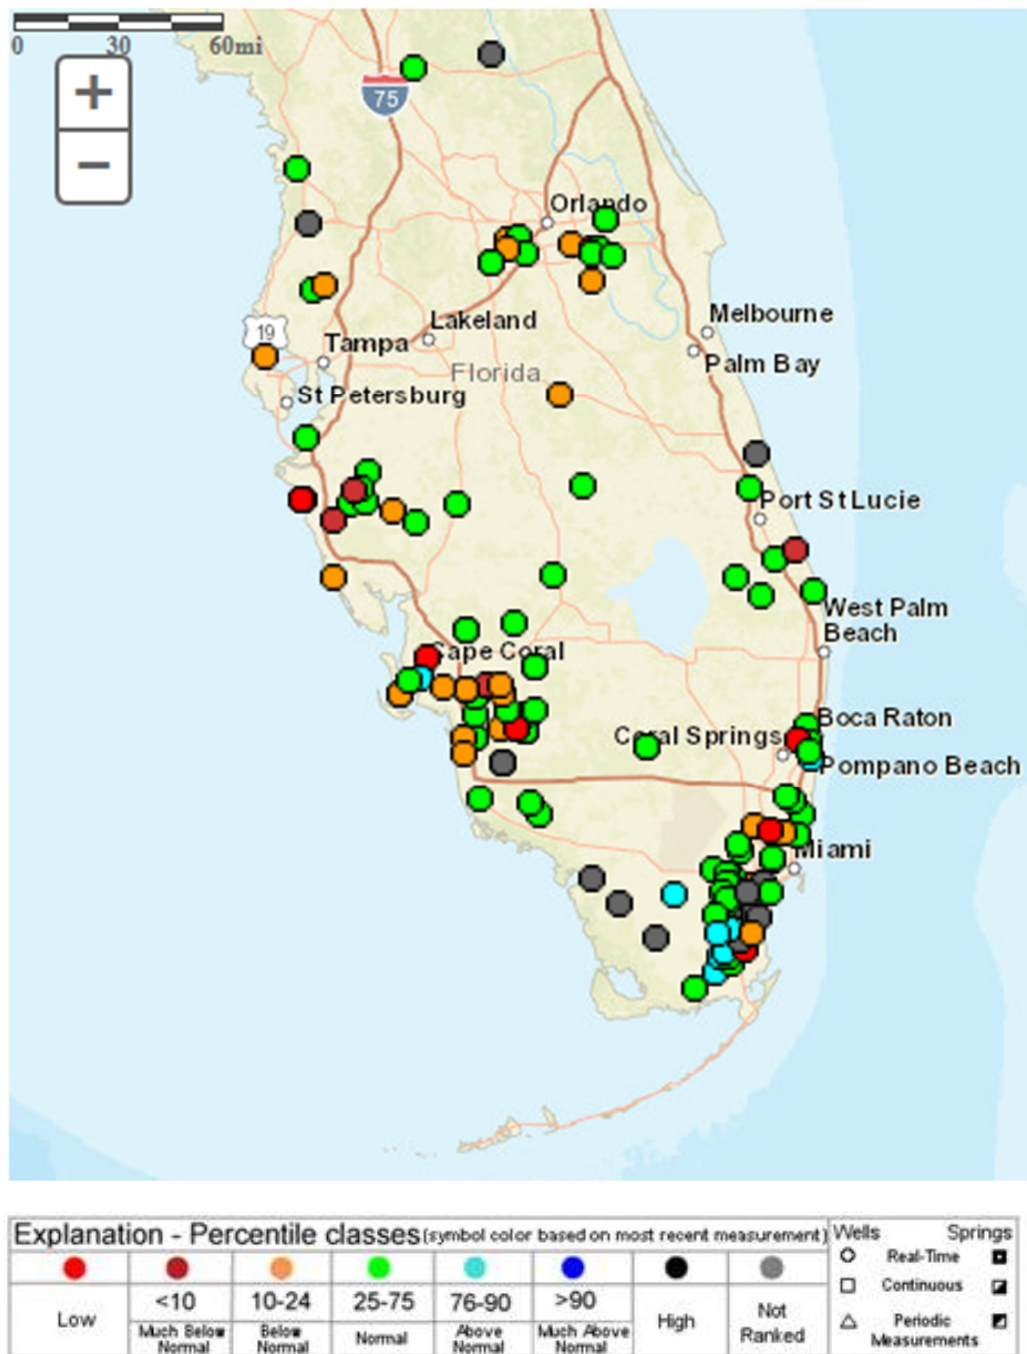 0 30 60mi
+
75
−
Orlando
19
Melbourne
Lakeland
Tampa
Palm Bay
Florida
St Petersburg
Port St Lucie
West Palm
Beach
Cape Coral
Boca Raton
Coral Springs
Pompano Beach
Miami
Explanation - Percentile classes (symbol color based on most recent measurement)
Wells Springs
Real-Time
Continuous
Periodic
Measurements
Low
<10
10-24
25-75
76-90
>90
High
Not
Ranked
Much Below
Normal
Below
Normal
Normal
Above
Normal
Much Above
Normal